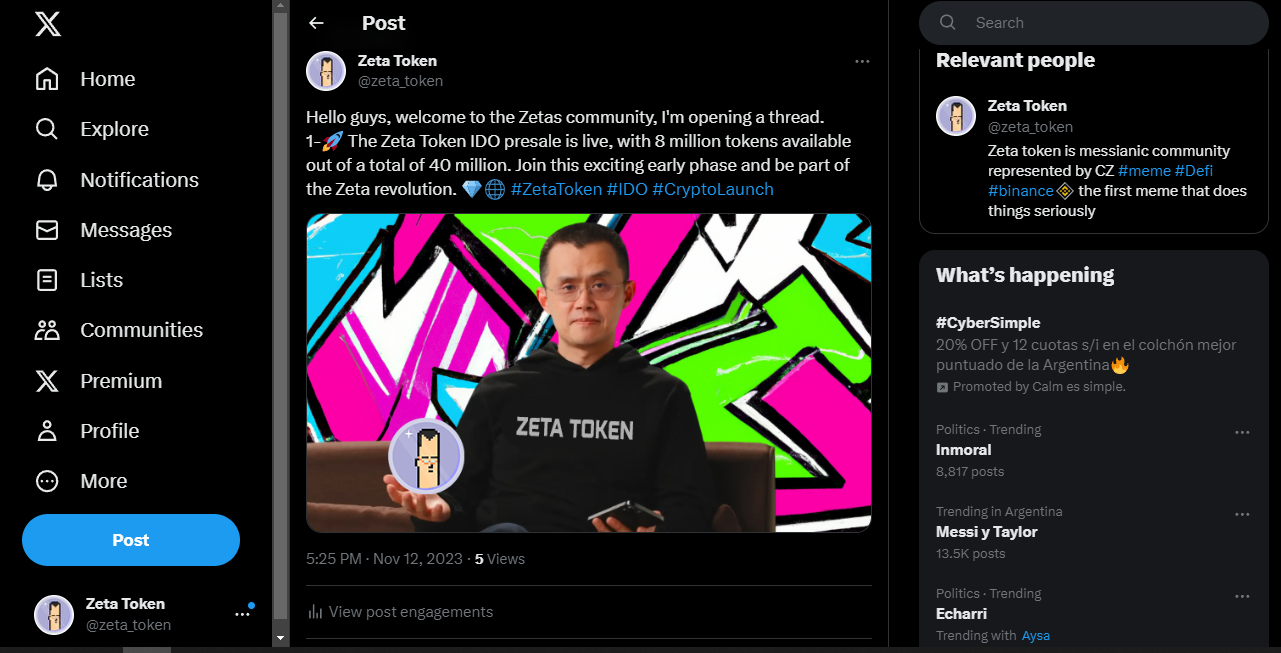 Home
Explore
Notifications
Messages
Lists
Communities
Premium
Profile
More
Post
Zeta Token
@zeta_token
Post
Zeta Token
@zeta_token
Hello guys, welcome to the Zetas community, I'm opening a thread.
1-🚀 The Zeta Token IDO presale is live, with 8 million tokens available
out of a total of 40 million. Join this exciting early phase and be part of
the Zeta revolution. 💎🌐 #ZetaToken #IDO #CryptoLaunch
ZETA TOKEN
5:25 PM · Nov 12, 2023 · 5 Views
View post engagements
Search
Relevant people
Zeta Token
@zeta_token
Zeta token is messianic community
represented by CZ #meme #Defi
#binance the first meme that does
things seriously
What's happening
#CyberSimple
20% OFF y 12 cuotas s/i en el colchón mejor
puntuado de la Argentina🔥
Promoted by Calm es simple.
Politics · Trending
Inmoral
8,817 posts
Trending in Argentina
Messi y Taylor
13.5K posts
Politics · Trending
Echarri
Trending with Aysa